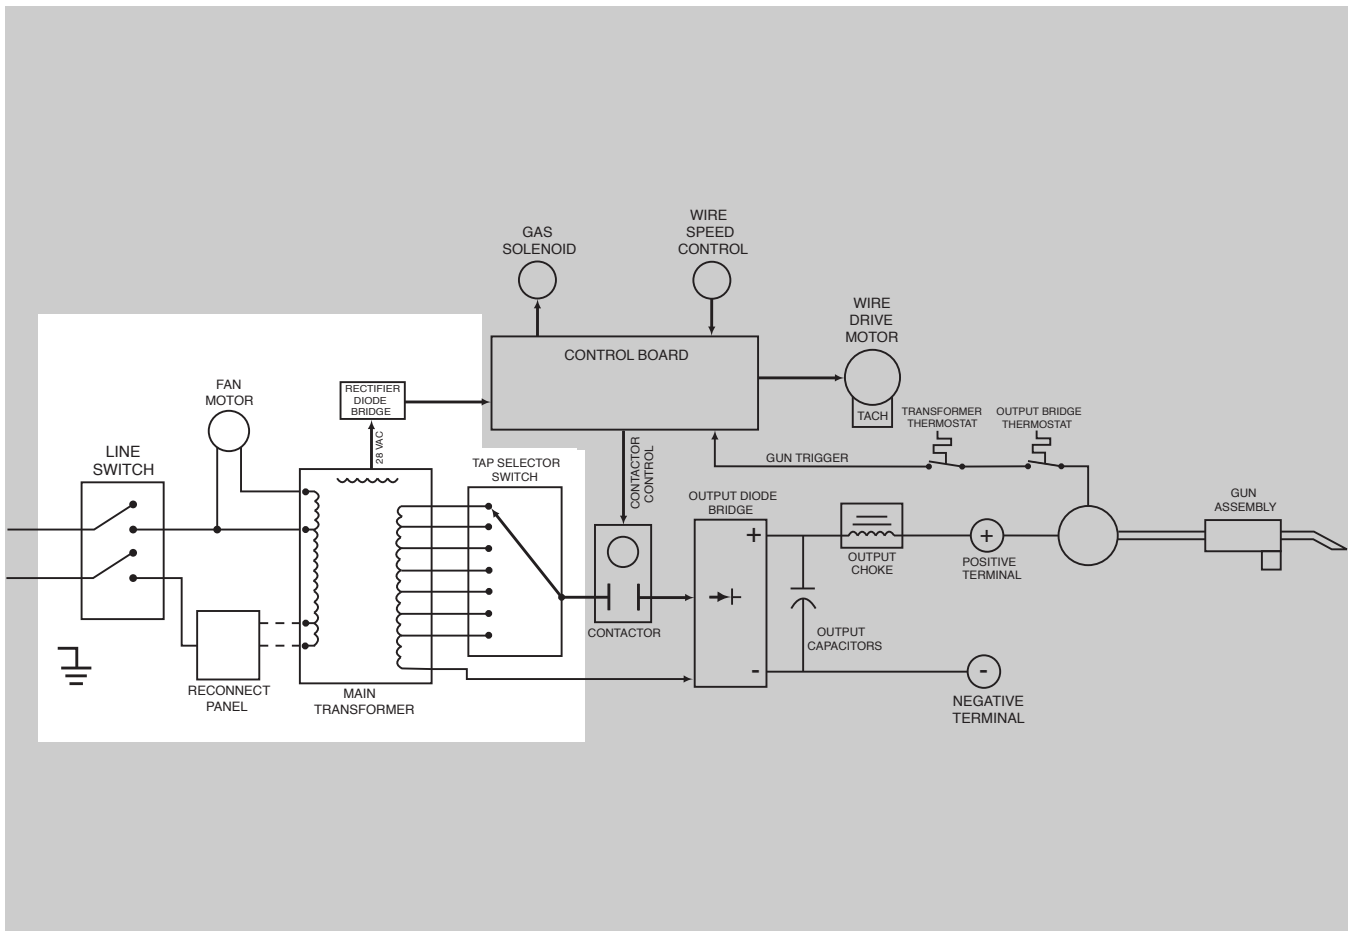 WIRE
SPEED
CONTROL
GAS
SOLENOID
WIRE
DRIVE
MOTOR
CONTROL BOARD
FAN
MOTOR
RECTIFIER
DIODE
BRIDGE
TACH
TRANSFORMER
THERMOSTAT
OUTPUT BRIDGE
THERMOSTAT
28 VAC
CONTACTOR
CONTROL
GUN TRIGGER
LINE
SWITCH
TAP SELECTOR
SWITCH
OUTPUT DIODE
BRIDGE
GUN
ASSEMBLY
+
+
OUTPUT
CHOKE
POSITIVE
TERMINAL
CONTACTOR
OUTPUT
CAPACITORS
-
-
RECONNECT
PANEL
MAIN
TRANSFORMER
NEGATIVE
TERMINAL